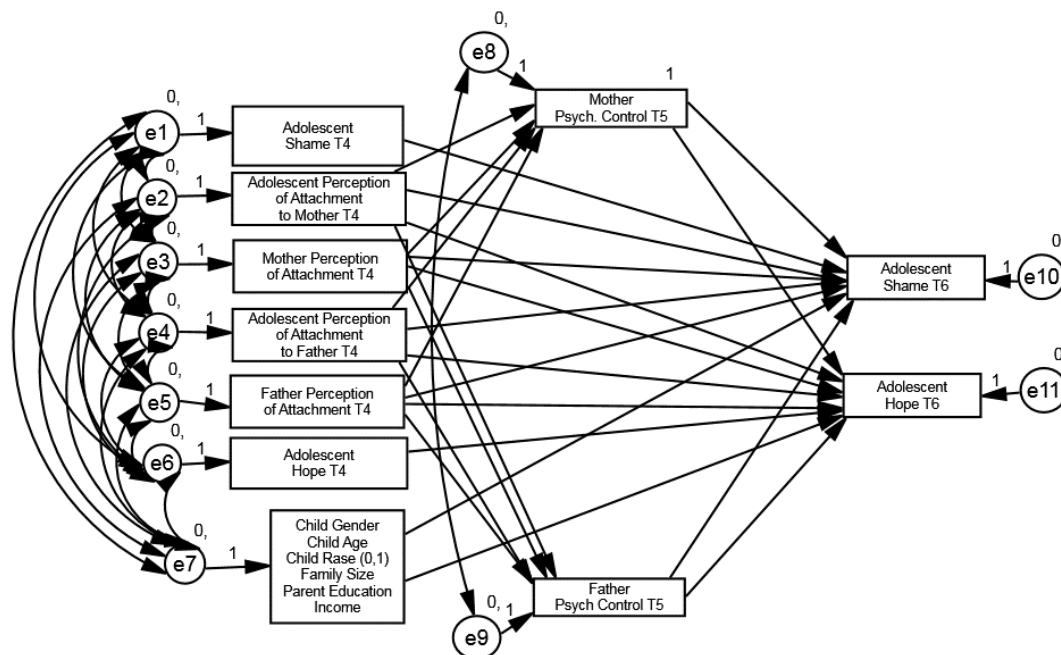 0,
e8
1
1
Mother
Psych. Control T5
0,
e1
1
Adolescent
Shame T4
0,
e2
1
Adolescent Perception
of Attachment
to Mother T4
0,
e3
1
Mother Perception
of Attachment T4
0,
e4
1
Adolescent Perception
of Attachment
to Father T4
0,
e5
1
Father Perception
of Attachment T4
0,
e6
1
Adolescent
Hope T4
0,
e7
1
Child Gender
Child Age
Child Rase (0,1)
Family Size
Parent Education
Income
0,
e9
1
Father
Psych Control T5
Adolescent
Shame T6
1
0,
e10
Adolescent
Hope T6
1
0,
e11